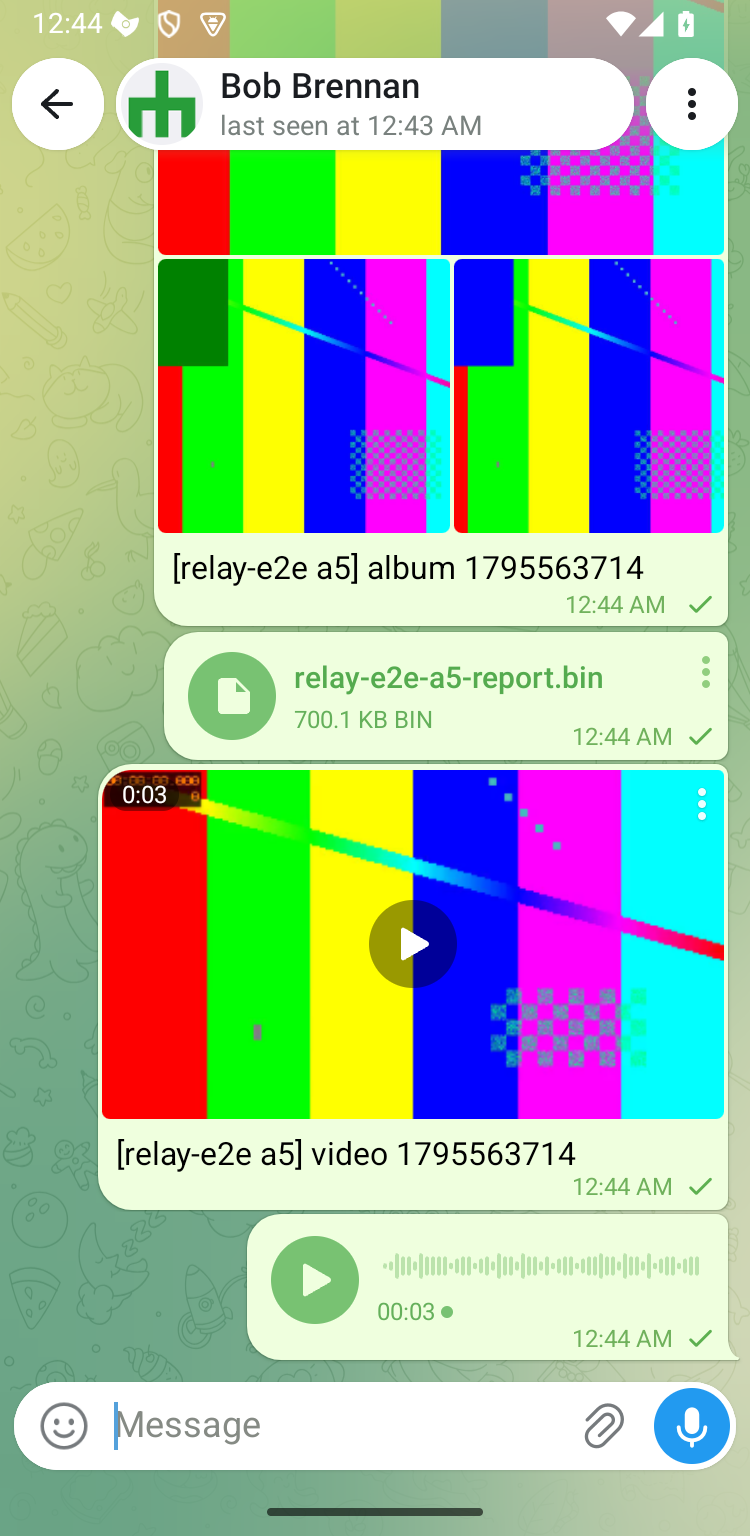 12:44
Bob Brennan
last seen at 12:43 AM
[relay-e2e a5] album 1795563714
12:44 AM
relay-e2e-a5-report.bin
700.1 KB BIN
12:44 AM
0:03
[relay-e2e a5] video 1795563714
12:44 AM
00:03
12:44 AM
Message